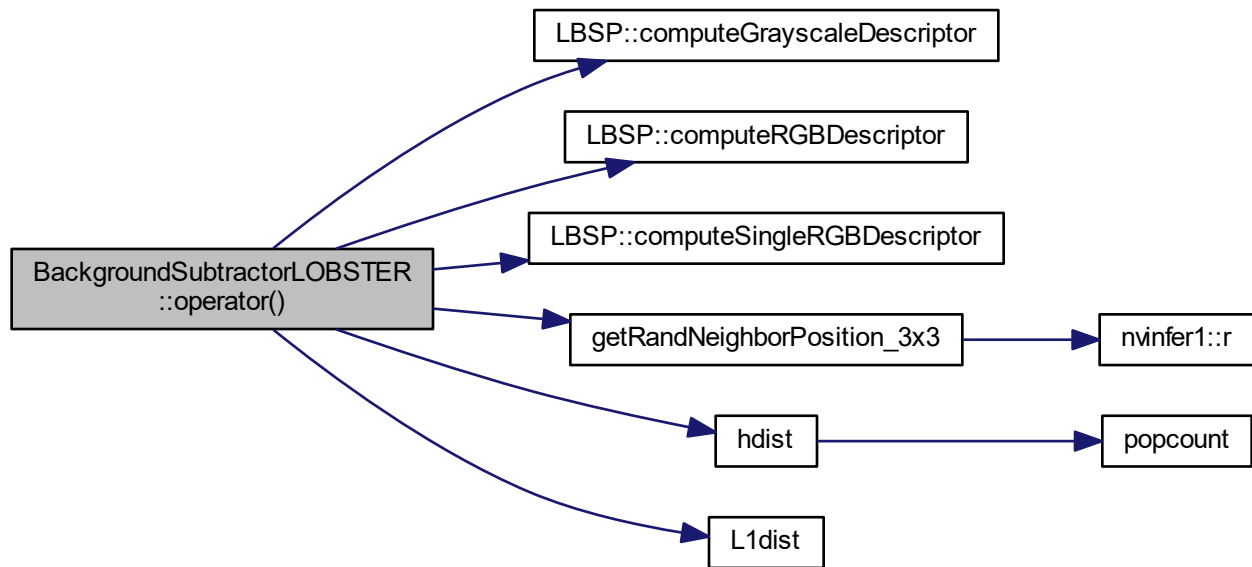 LBSP::computeGrayscaleDescriptor
LBSP::computeRGBDescriptor
LBSP::computeSingleRGBDescriptor
BackgroundSubtractorLOBSTER
::operator()
getRandNeighborPosition_3x3
nvinfer1::r
hdist
popcount
L1dist